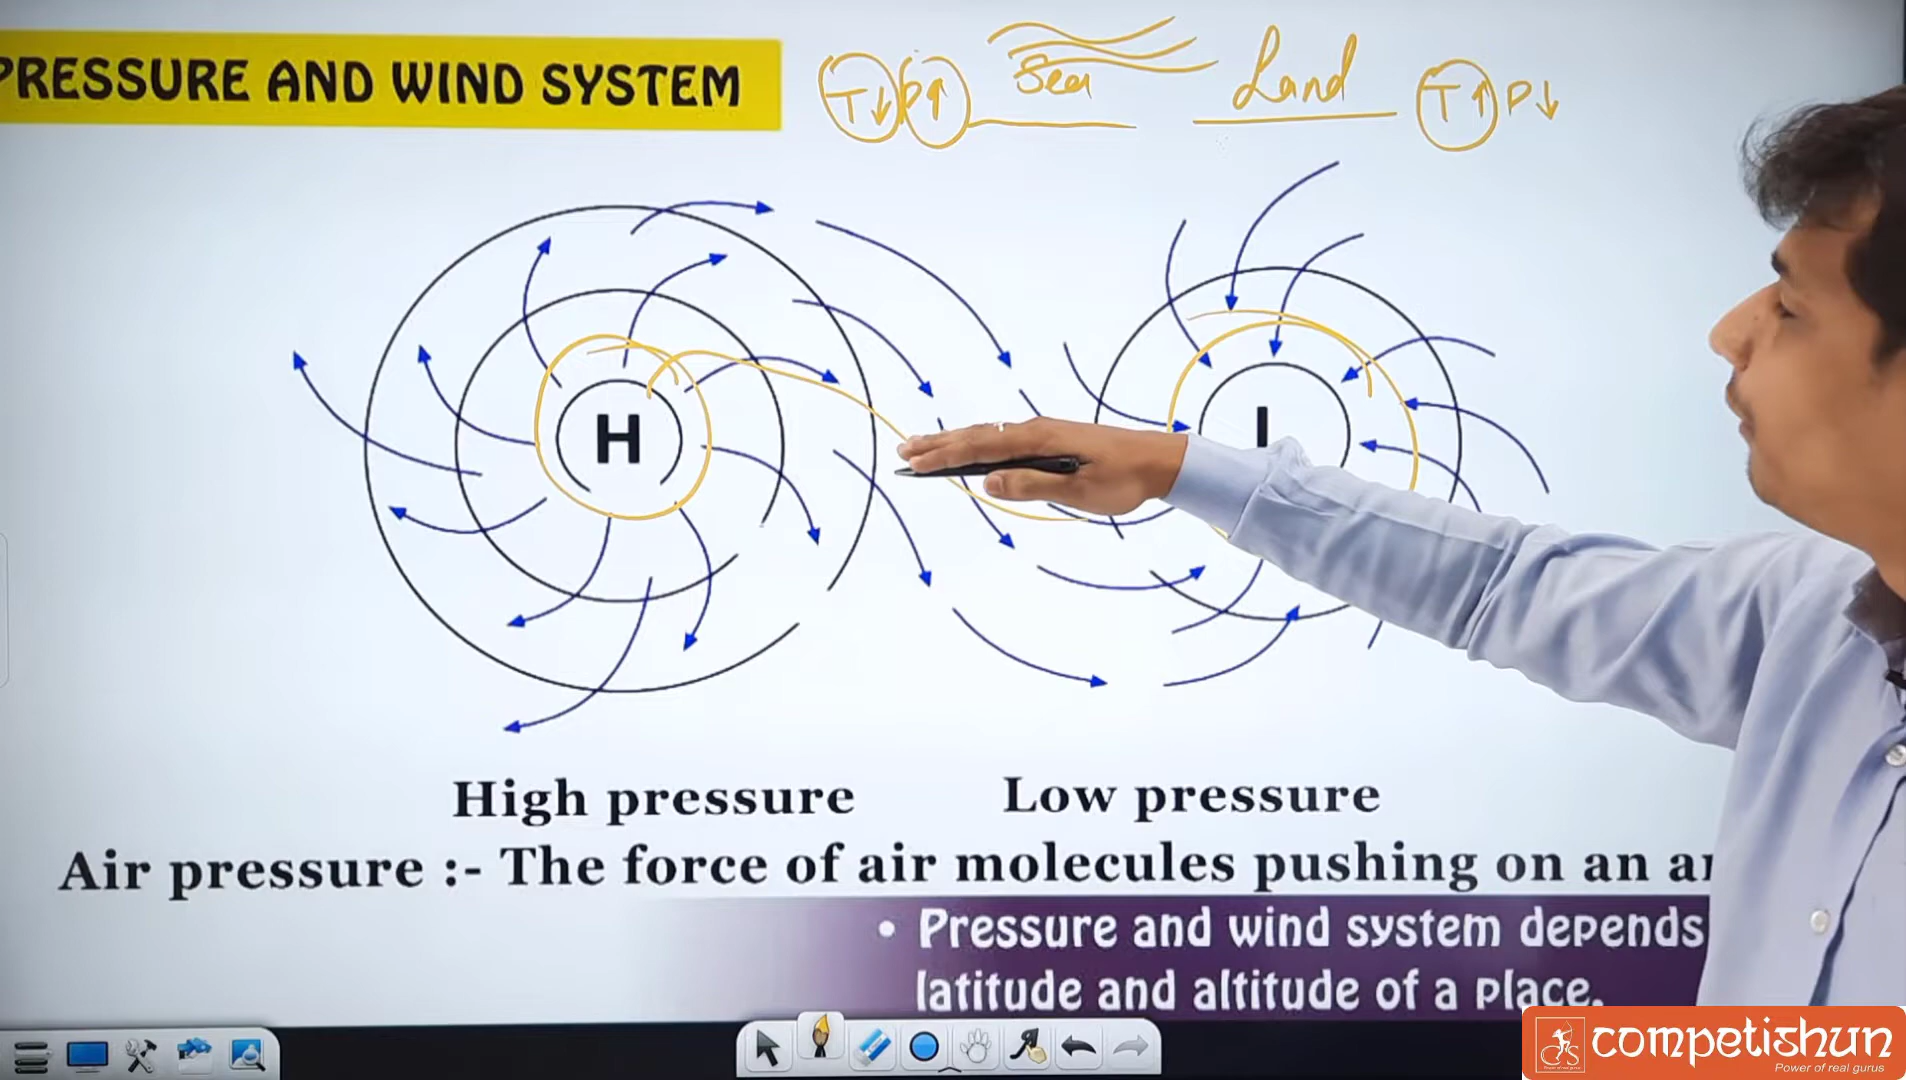 PRESSURE AND WIND SYSTEM
T↓ P↑ Sea Land T↑ P↓
H
High pressure Low pressure
Air pressure :- The force of air molecules pushing on an
• Pressure and wind system depends
latitude and altitude of a place.
competishun
Power of real gurus